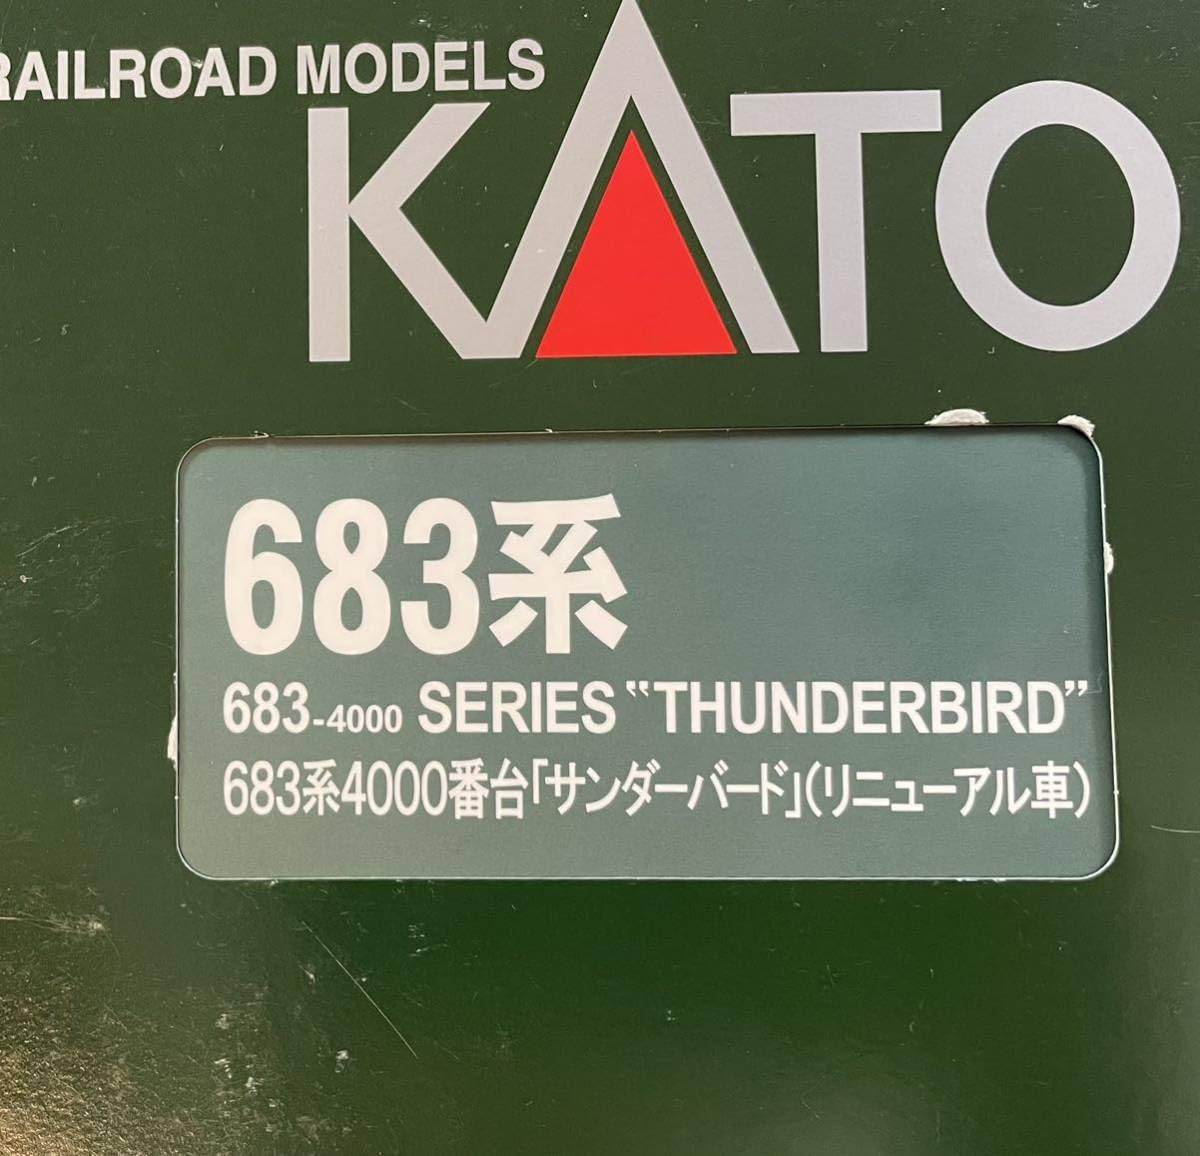 RAILROAD MODELS
KATO
683系
683-4000 SERIES "THUNDERBIRD"
683系4000番台「サンダーバード」(リニューアル車)